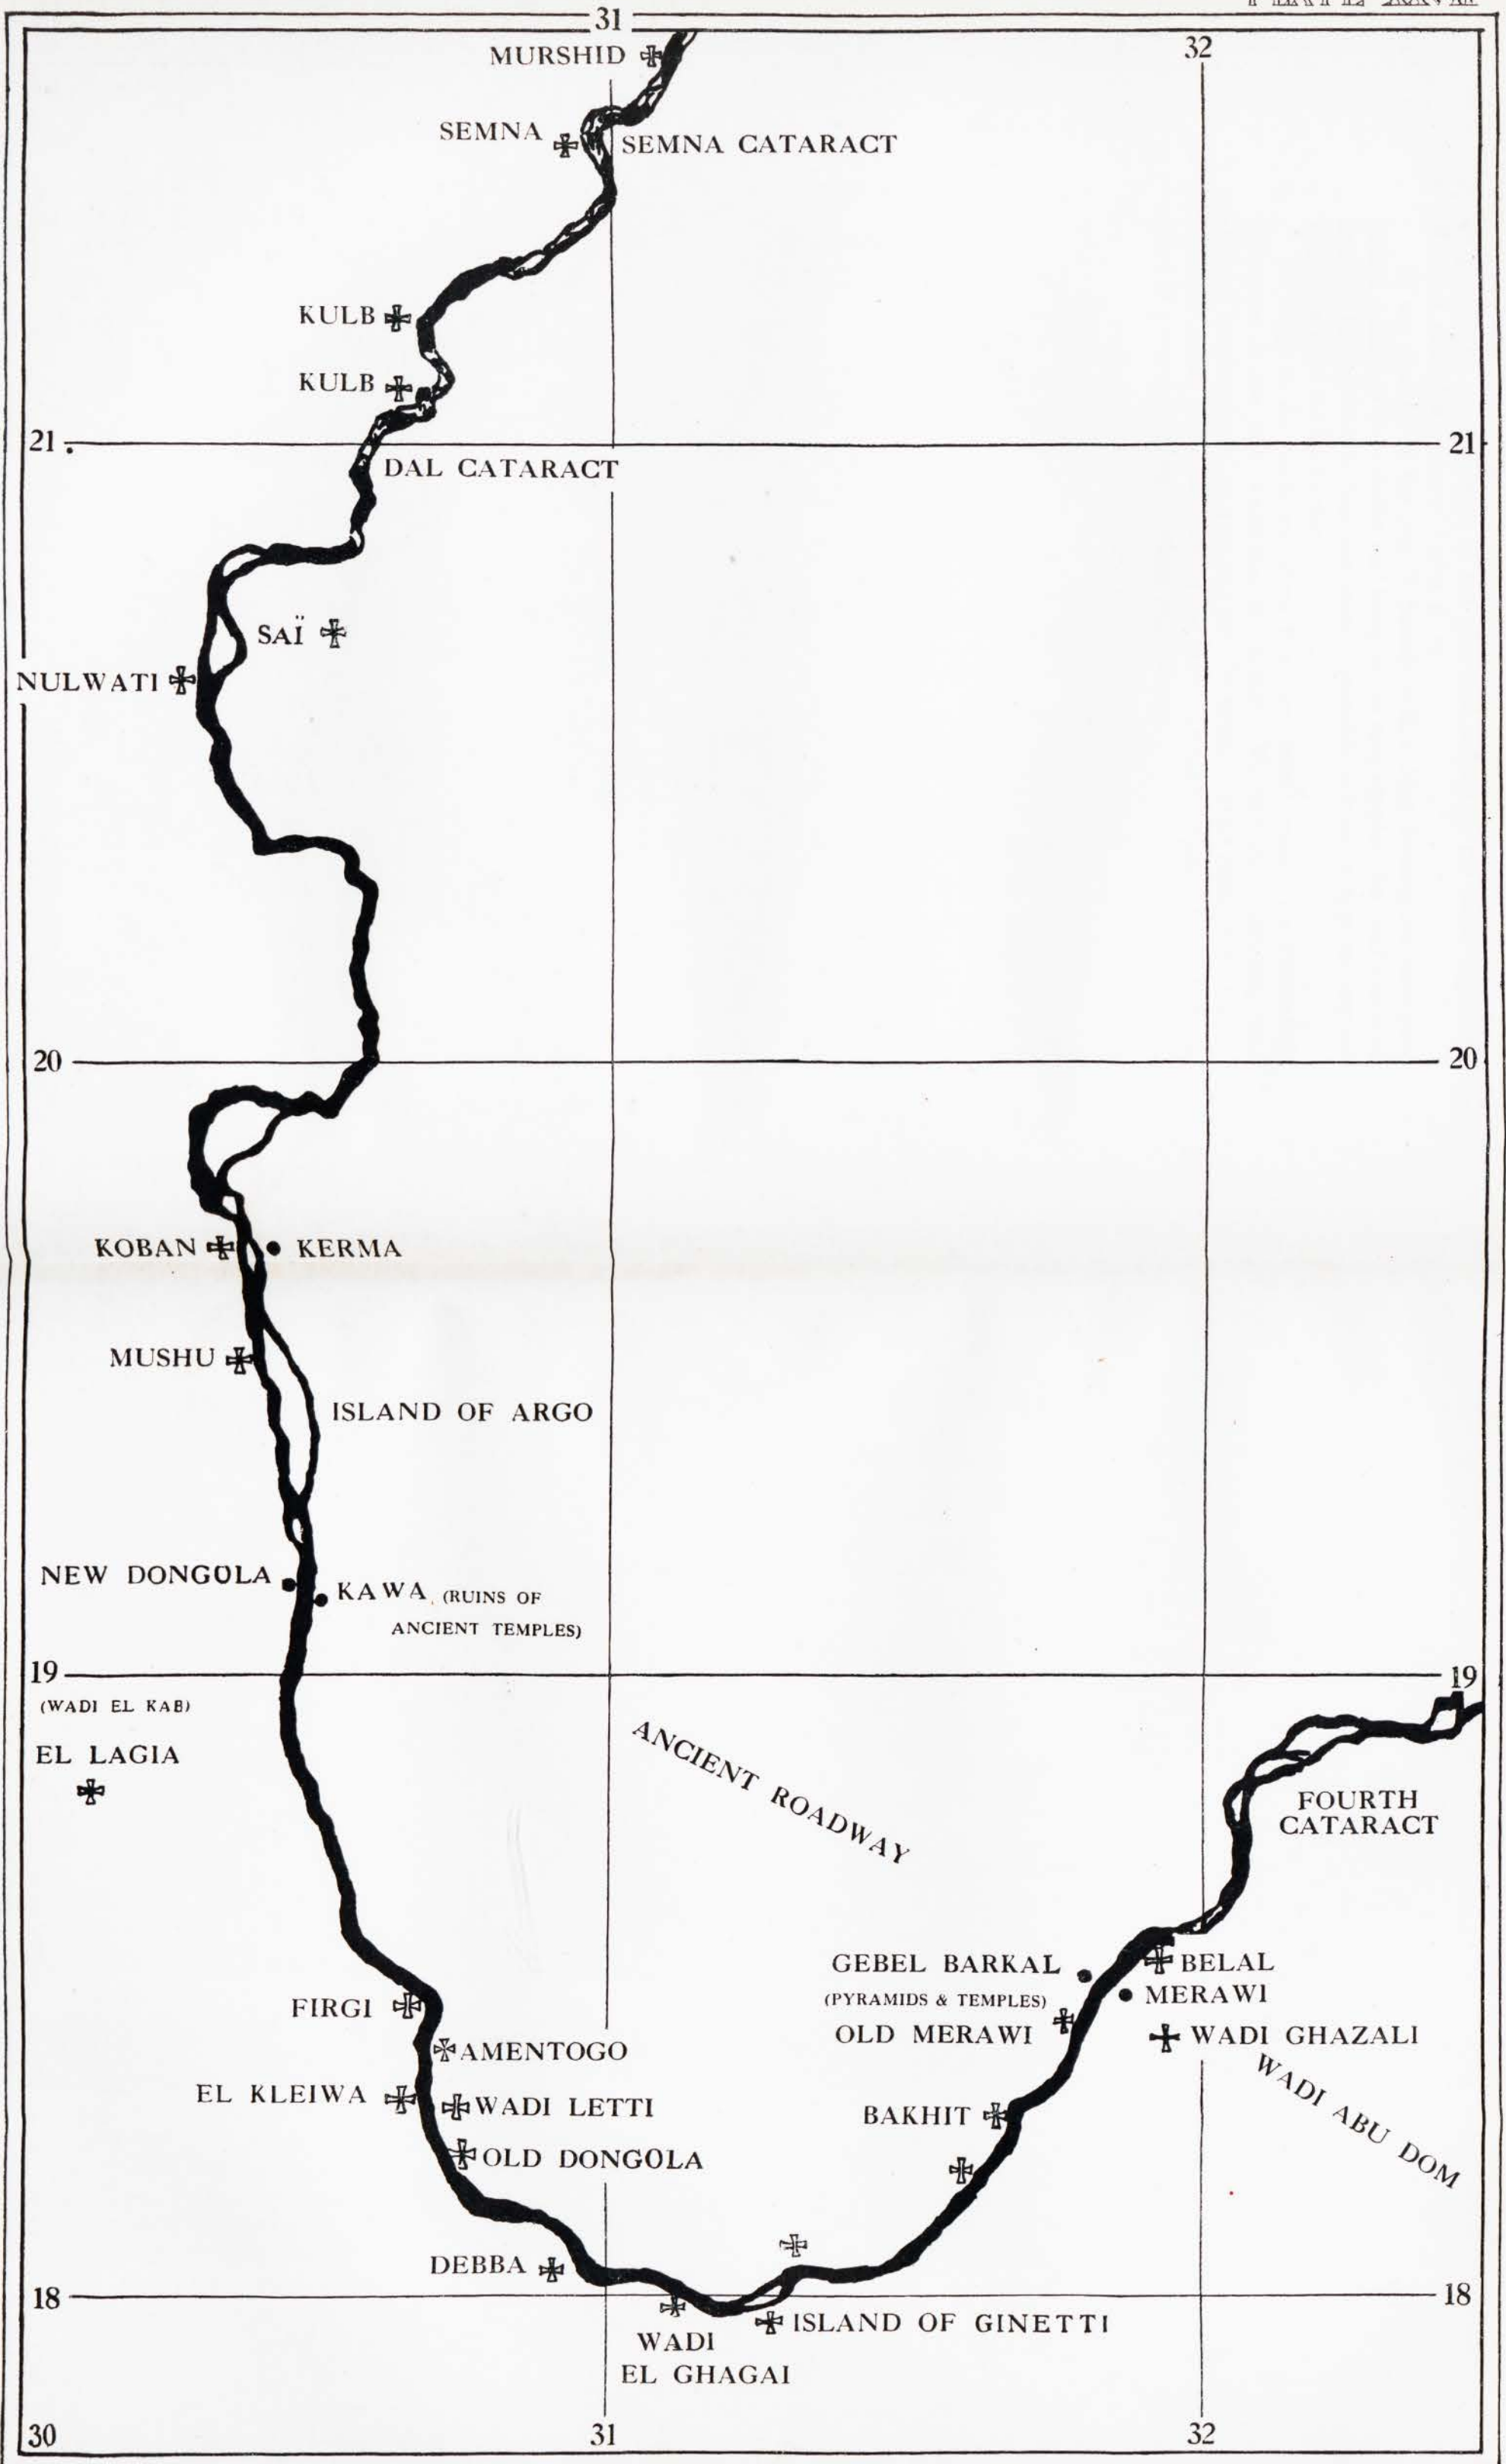 31
32
MURSHID
SEMNA
SEMNA CATARACT
KULB
KULB
21
21
DAL CATARACT
SAÏ
NULWATI
20
20
KOBAN
KERMA
MUSHU
ISLAND OF ARGO
NEW DONGOLA
KAWA (RUINS OF
ANCIENT TEMPLES)
19
19
(WADI EL KAB)
EL LAGIA
ANCIENT ROADWAY
FOURTH
CATARACT
GEBEL BARKAL
(PYRAMIDS & TEMPLES)
BELAL
MERAWI
OLD MERAWI
WADI GHAZALI
WADI ABU DOM
FIRGI
AMENTOGO
EL KLEIWA
WADI LETTI
BAKHIT
OLD DONGOLA
DEBBA
18
18
ISLAND OF GINETTI
WADI
EL GHAGAI
30
31
32